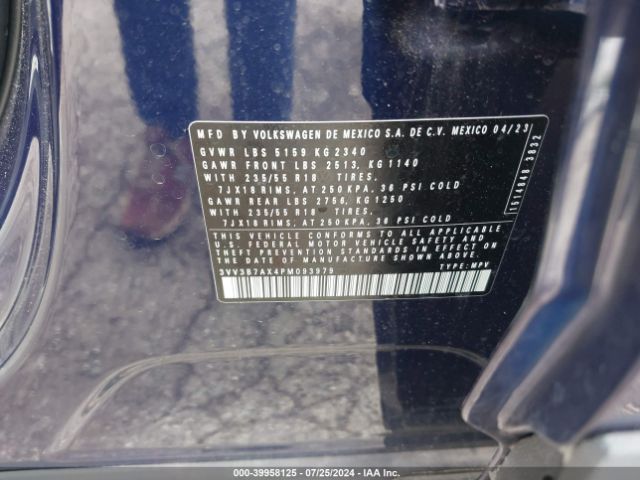 MFD BY VOLKSWAGEN DE MEXICO S.A. DE C.V. MEXICO 04/23
GVWR LBS 5159 KG 2340
GAWR FRONT LBS 2513, KG 1140
WITH 235/55 R18 TIRES.
7JX18 RIMS, AT 250 KPA, 36 PSI COLD
GAWR REAR LBS 2756, KG 1250
WITH 235/55 R18 TIRES.
7JX18 RIMS, AT 250 KPA, 36 PSI COLD
THIS VEHICLE CONFORMS TO ALL APPLICABLE
U.S. FEDERAL MOTOR VEHICLE SAFETY AND
THEFT PREVENTION STANDARDS IN EFFECT ON
THE DATE OF MANUFACTURE SHOWN ABOVE.
3VV3B7AX4PM093979 TYPE: MPV
1514048 3832
000-39958125 - 07/25/2024 - IAA Inc.